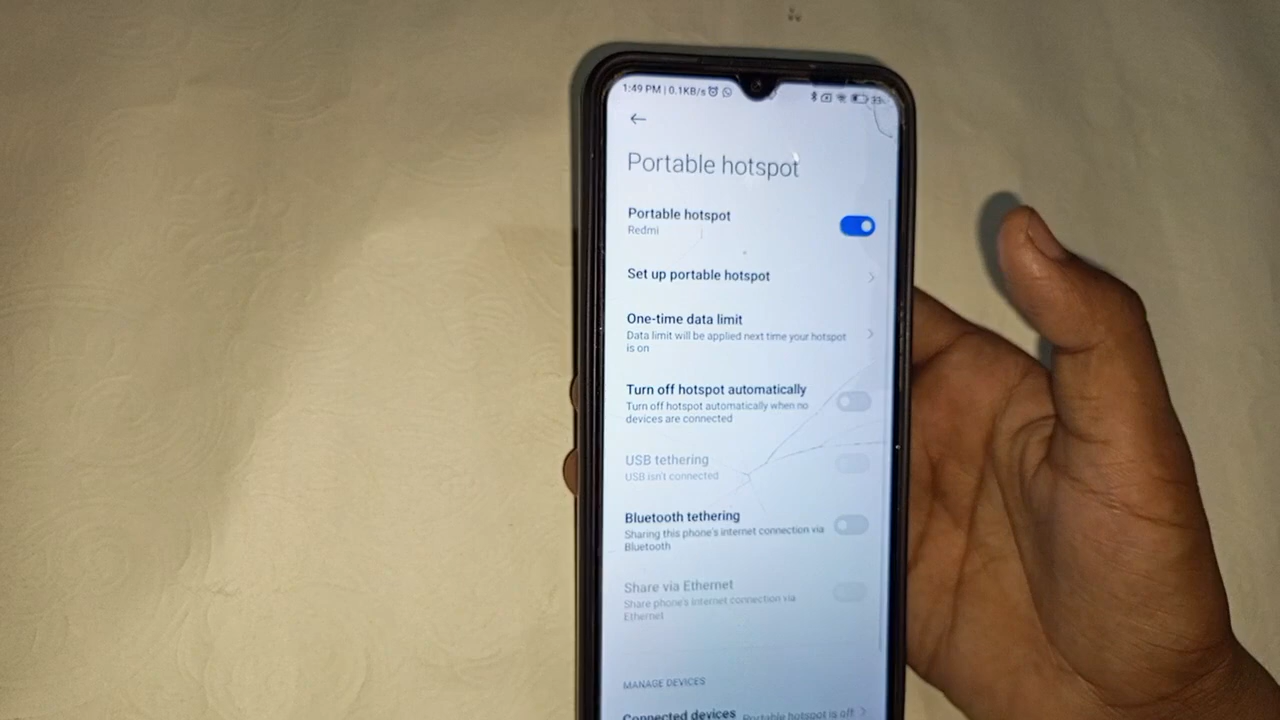 1:49 PM | 0.1KB/s
33
Portable hotspot
Portable hotspot
Redmi
Set up portable hotspot
One-time data limit
Data limit will be applied next time your hotspot
is on
Turn off hotspot automatically
Turn off hotspot automatically when no
devices are connected
USB tethering
USB isn't connected
Bluetooth tethering
Sharing this phone's internet connection via
Bluetooth
Share via Ethernet
Share phone's internet connection via
Ethernet
MANAGE DEVICES
Connected devices Portable hotspot is off